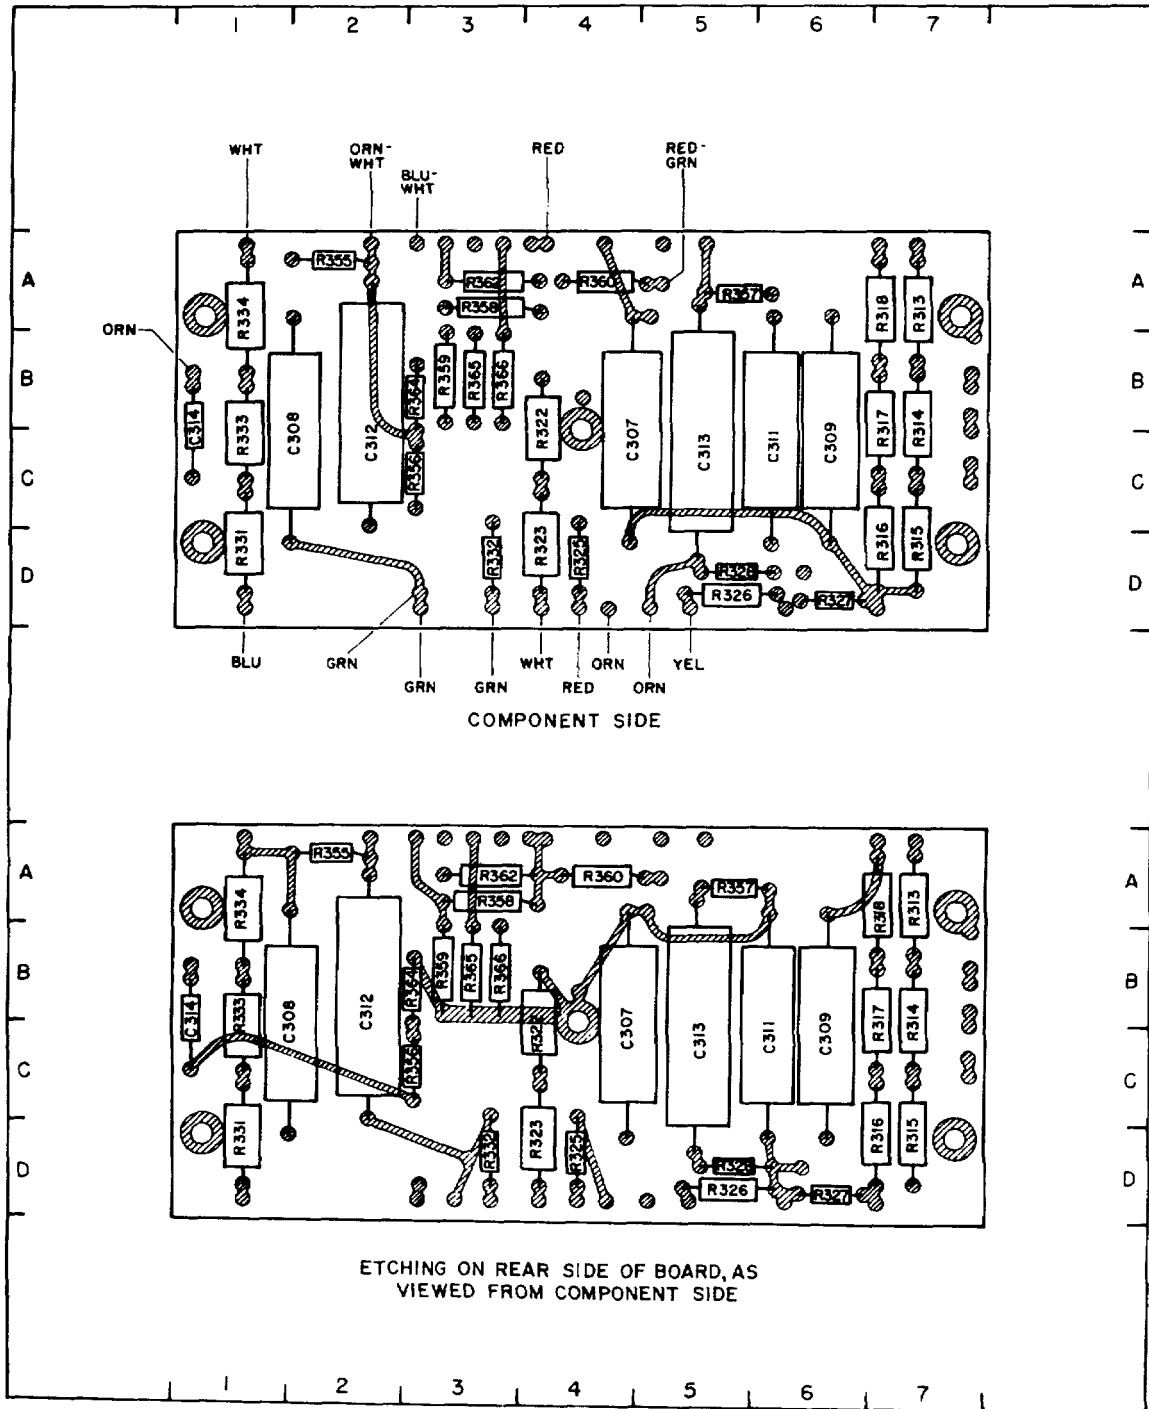 1 2 3 4 5 6 7
WHT
ORN-
WHT
BLU-
WHT
RED
RED-
GRN
A
R355
R362
R360
R357
A
R334
R358
R318
R313
ORN
B
C314
R333
C308
C312
R364
R359
R365
R366
R322
C307
C313
C311
C309
R317
R314
B
C
R356
C
D
R331
R332
R323
R325
R328
R326
R327
R316
R315
D
BLU
GRN
GRN
GRN
WHT
RED
ORN
ORN
YEL
COMPONENT SIDE
A
R355
R362
R360
R357
A
R334
R358
R318
R313
B
C314
R333
C308
C312
R364
R359
R365
R366
R322
C307
C313
C311
C309
R317
R314
B
C
R356
C
D
R331
R332
R323
R325
R328
R326
R327
R316
R315
D
ETCHING ON REAR SIDE OF BOARD, AS
VIEWED FROM COMPONENT SIDE
1 2 3 4 5 6 7